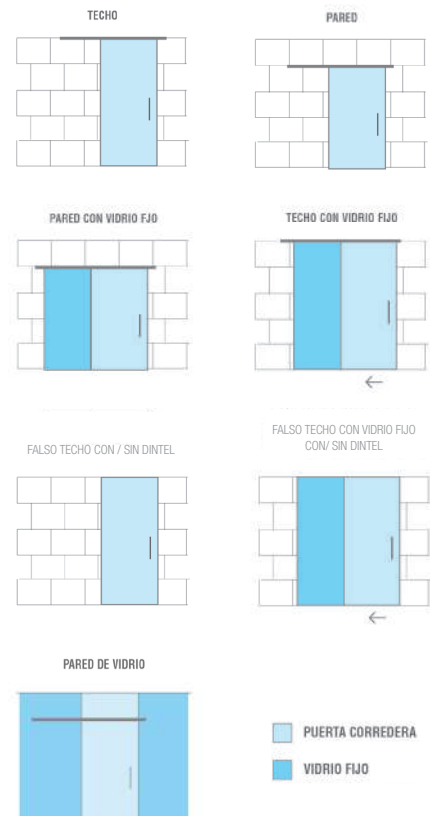 TECHO
PARED
PARED CON VIDRIO FJO
TECHO CON VIDRIO FIJO
FALSO TECHO CON / SIN DINTEL
FALSO TECHO CON VIDRIO FIJO
CON/ SIN DINTEL
PARED DE VIDRIO
PUERTA CORREDERA
VIDRIO FIJO